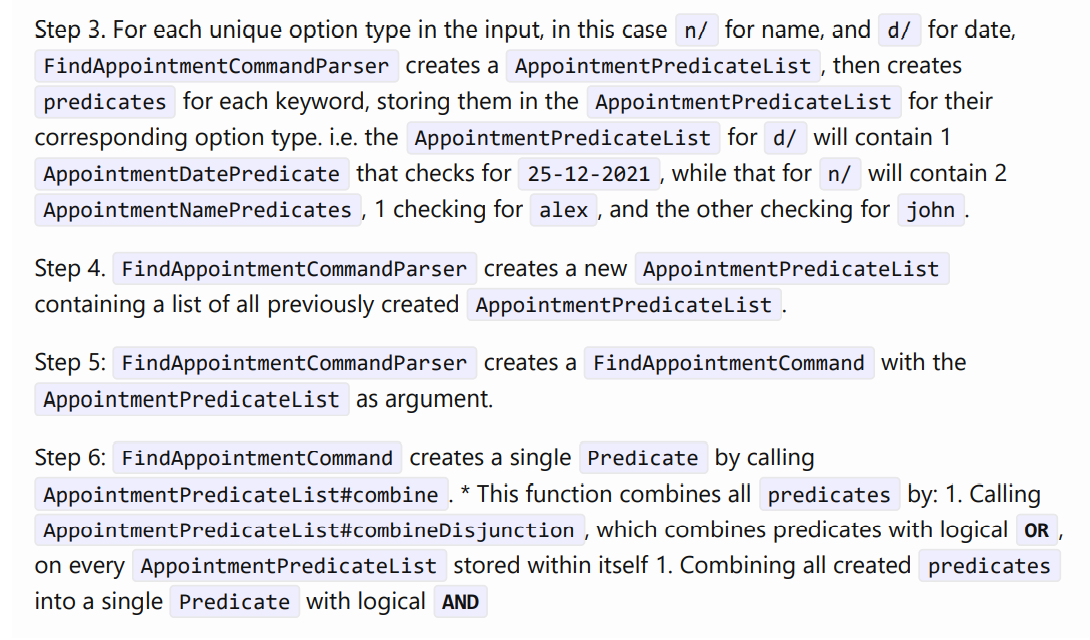 Step 3. For each unique option type in the input, in this case n/ for name, and d/ for date,
FindAppointmentCommandParser creates a AppointmentPredicateList, then creates
predicates for each keyword, storing them in the AppointmentPredicateList for their
corresponding option type. i.e. the AppointmentPredicateList for d/ will contain 1
AppointmentDatePredicate that checks for 25-12-2021, while that for n/ will contain 2
AppointmentNamePredicates, 1 checking for alex, and the other checking for john.
Step 4. FindAppointmentCommandParser creates a new AppointmentPredicateList
containing a list of all previously created AppointmentPredicateList.
Step 5: FindAppointmentCommandParser creates a FindAppointmentCommand with the
AppointmentPredicateList as argument.
Step 6: FindAppointmentCommand creates a single Predicate by calling
AppointmentPredicateList#combine. * This function combines all predicates by: 1. Calling
AppointmentPredicateList#combineDisjunction, which combines predicates with logical OR,
on every AppointmentPredicateList stored within itself 1. Combining all created predicates
into a single Predicate with logical AND